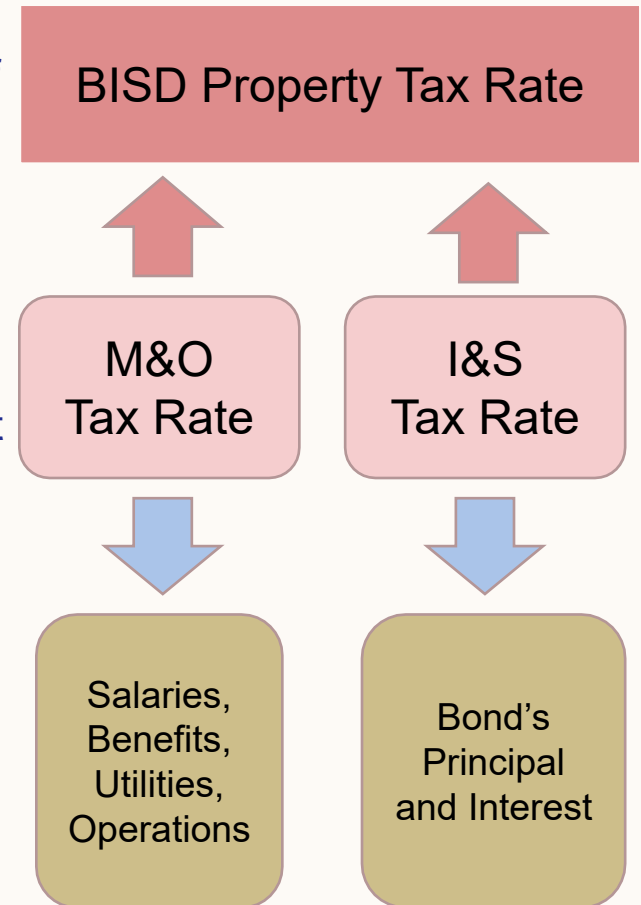 BISD Property Tax Rate
M&O
Tax Rate
I&S
Tax Rate
Salaries,
Benefits,
Utilities,
Operations
Bond’s
Principal
and Interest